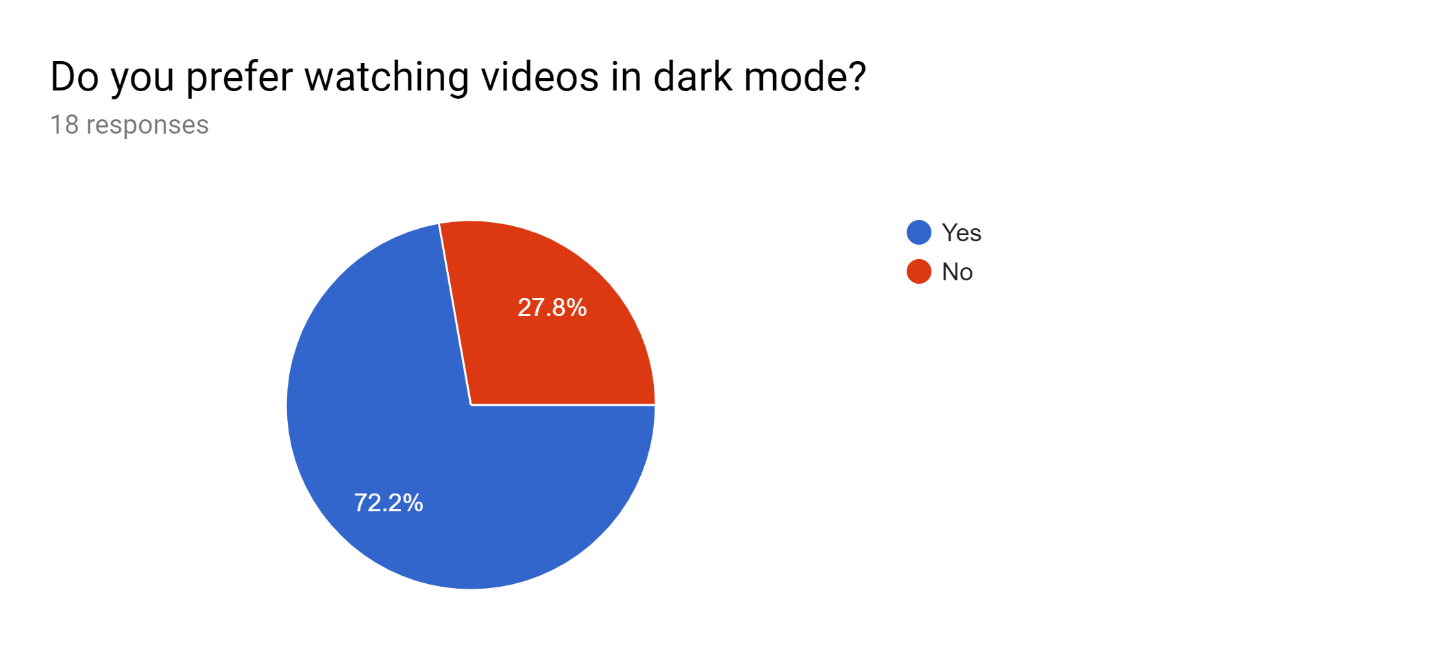 Do you prefer watching videos in dark mode?
18 responses
Yes
No
27.8%
72.2%